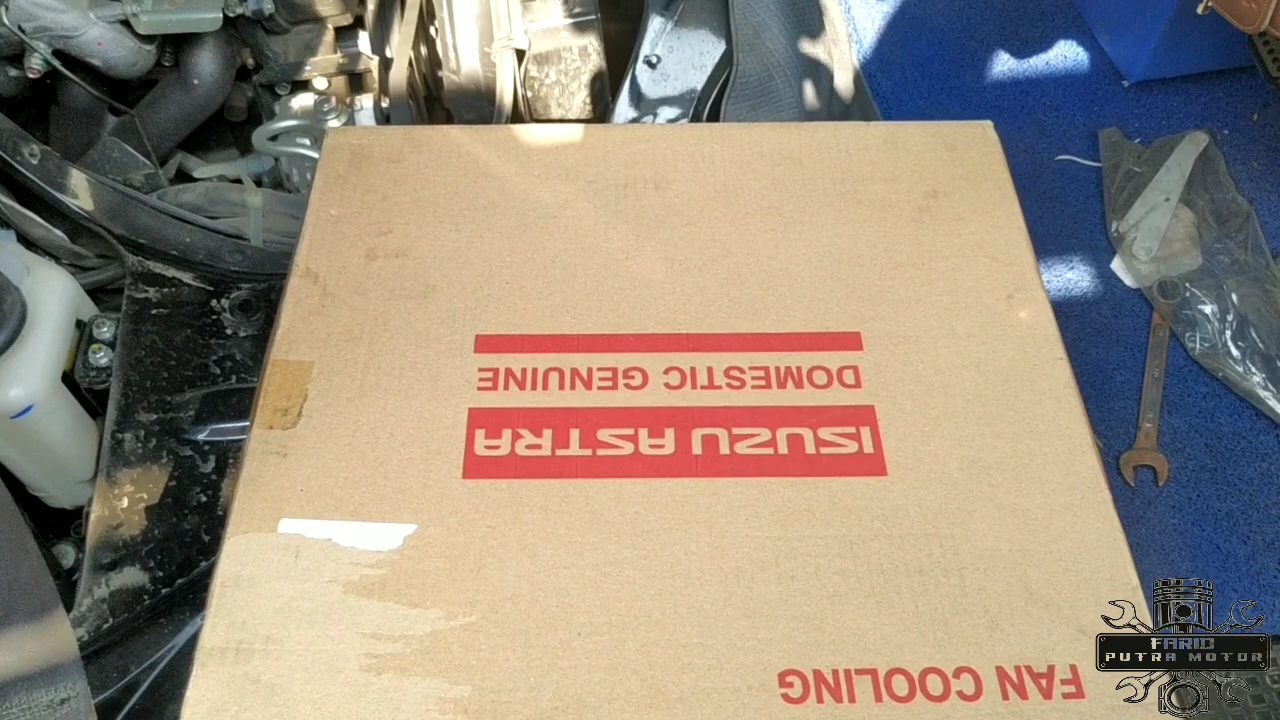 FAN COOLING
ISUZU ASTRA
DOMESTIC GENUINE
FARID
PUTRA MOTOR